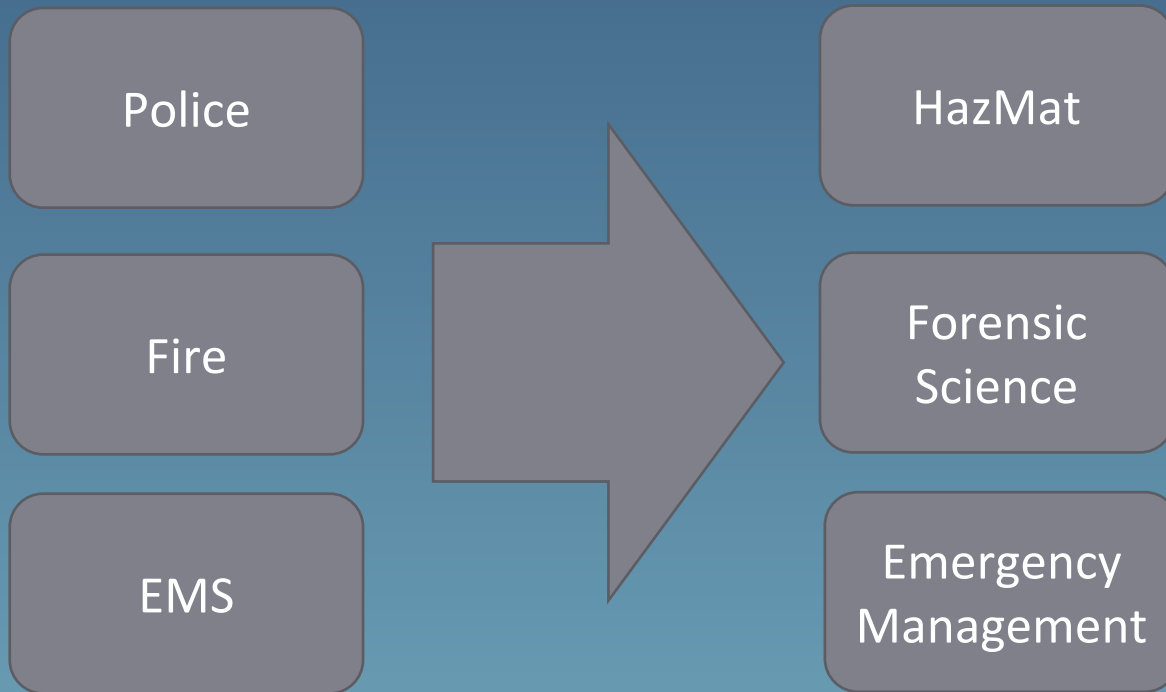 Police
Fire
EMS
HazMat
Forensic
Science
Emergency
Management